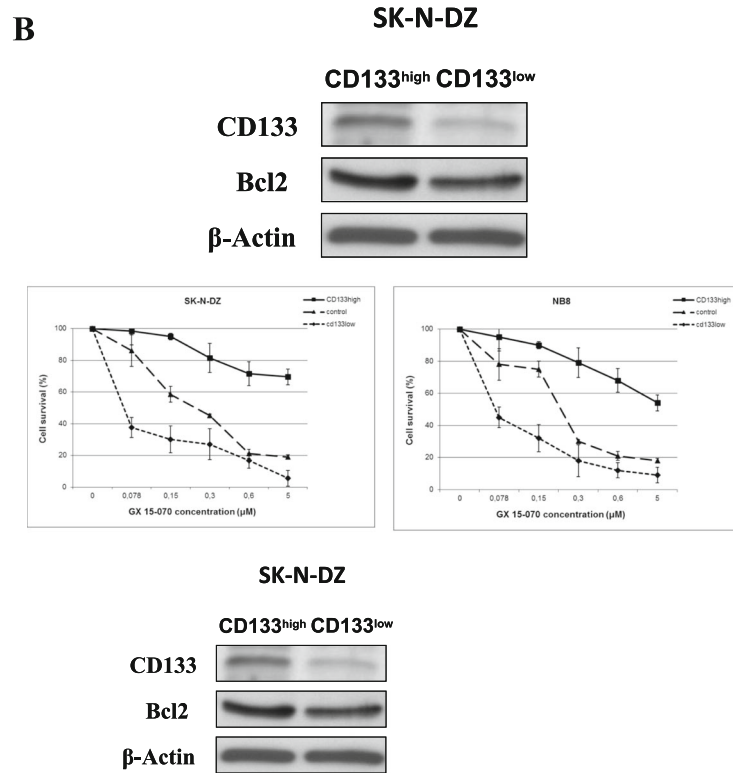 B
SK-N-DZ
CD133high CD133low
CD133
Bcl2
β-Actin
SK-N-DZ
CD133high
control
cd133low
100
80
60
40
20
0
Cell survival (%)
0 0,078 0,15 0,3 0,6 5
GX 15-070 concentration (µM)
NB8
CD133high
control
cd133low
100
80
60
40
20
0
Cell survival (%)
0 0,078 0,15 0,3 0,6 5
GX 15-070 concentration (µM)
SK-N-DZ
CD133high CD133low
CD133
Bcl2
β-Actin